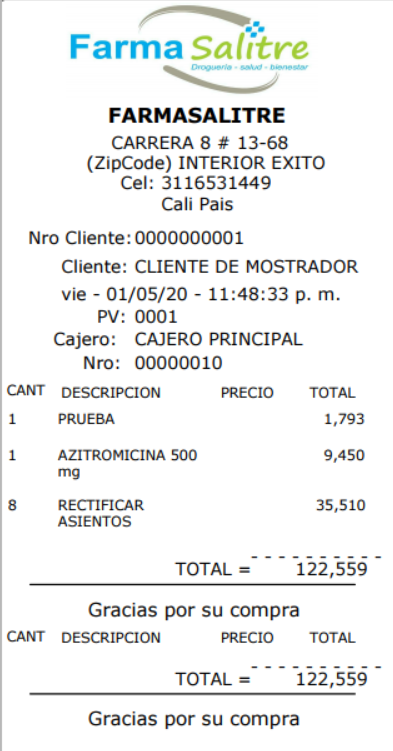 Farma Salitre
Droguería - salud - bienestar
FARMASALITRE
CARRERA 8 # 13-68
(ZipCode) INTERIOR EXITO
Cel: 3116531449
Cali Pais
Nro Cliente: 0000000001
Cliente: CLIENTE DE MOSTRADOR
vie - 01/05/20 - 11:48:33 p. m.
PV: 0001
Cajero: CAJERO PRINCIPAL
Nro: 00000010
CANT DESCRIPCION PRECIO TOTAL
1 PRUEBA 1,793
1 AZITROMICINA 500 9,450
mg
8 RECTIFICAR 35,510
ASIENTOS
- - - - - - - - - -
TOTAL = 122,559
Gracias por su compra
CANT DESCRIPCION PRECIO TOTAL
- - - - - - - - - -
TOTAL = 122,559
Gracias por su compra